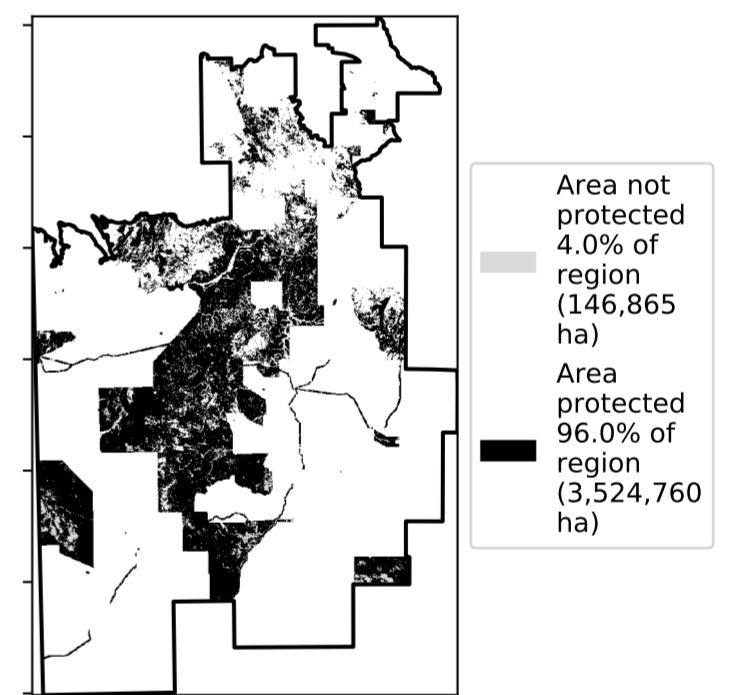 Area not
protected
4.0% of
region
(146,865
ha)
Area
protected
96.0% of
region
(3,524,760
ha)